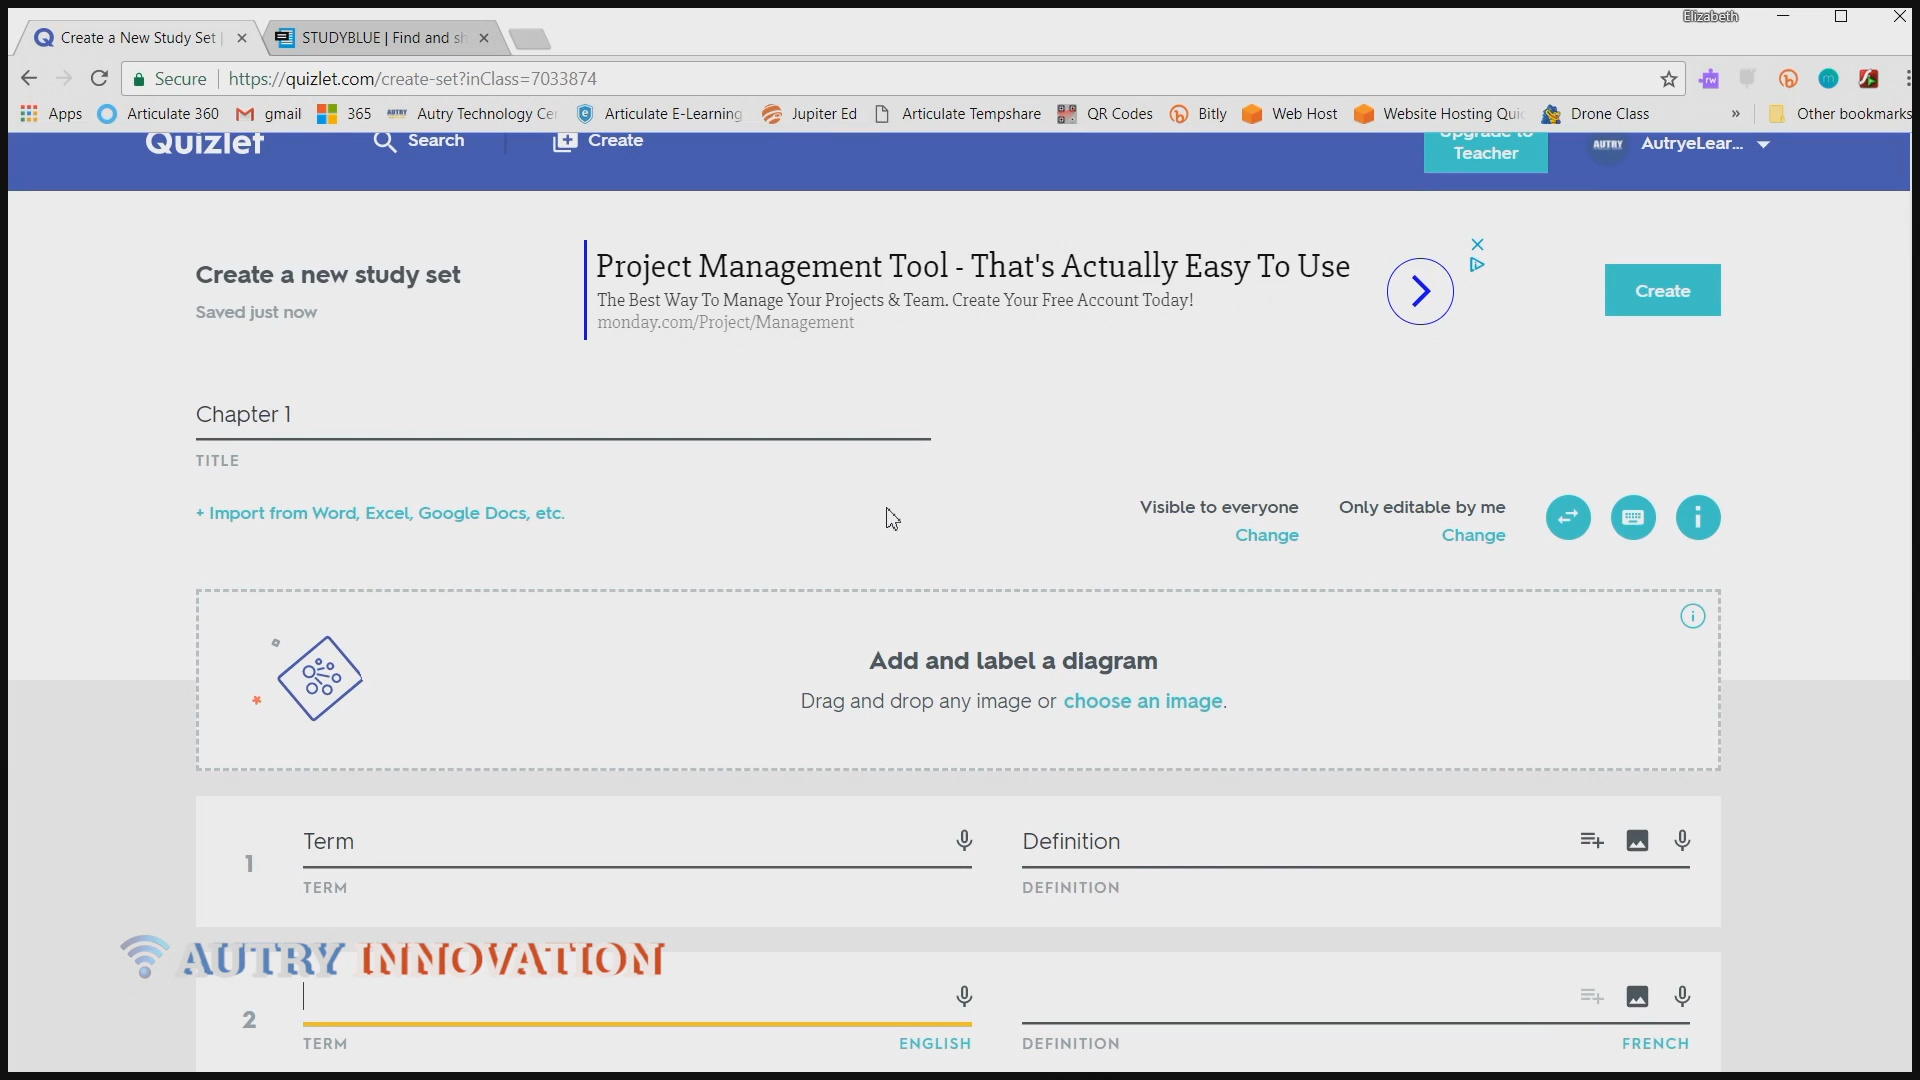 Elizabeth
Create a New Study Set |
STUDYBLUE | Find and sh
Secure | https://quizlet.com/create-set?inClass=7033874
Apps Articulate 360 gmail 365 AUTRY Autry Technology Cen Articulate E-Learning Jupiter Ed Articulate Tempshare QR Codes Bitly Web Host Website Hosting Quic Drone Class » Other bookmarks
Quizlet Search Create Upgrade to Teacher AUTRY AutryeLear...
Create a new study set
Saved just now
Project Management Tool - That's Actually Easy To Use
The Best Way To Manage Your Projects & Team. Create Your Free Account Today!
monday.com/Project/Management
Create
Chapter 1
TITLE
+ Import from Word, Excel, Google Docs, etc.
Visible to everyone
Change
Only editable by me
Change
Add and label a diagram
Drag and drop any image or choose an image.
1
Term
TERM
Definition
DEFINITION
AUTRY INNOVATION
2
TERM
ENGLISH
DEFINITION
FRENCH